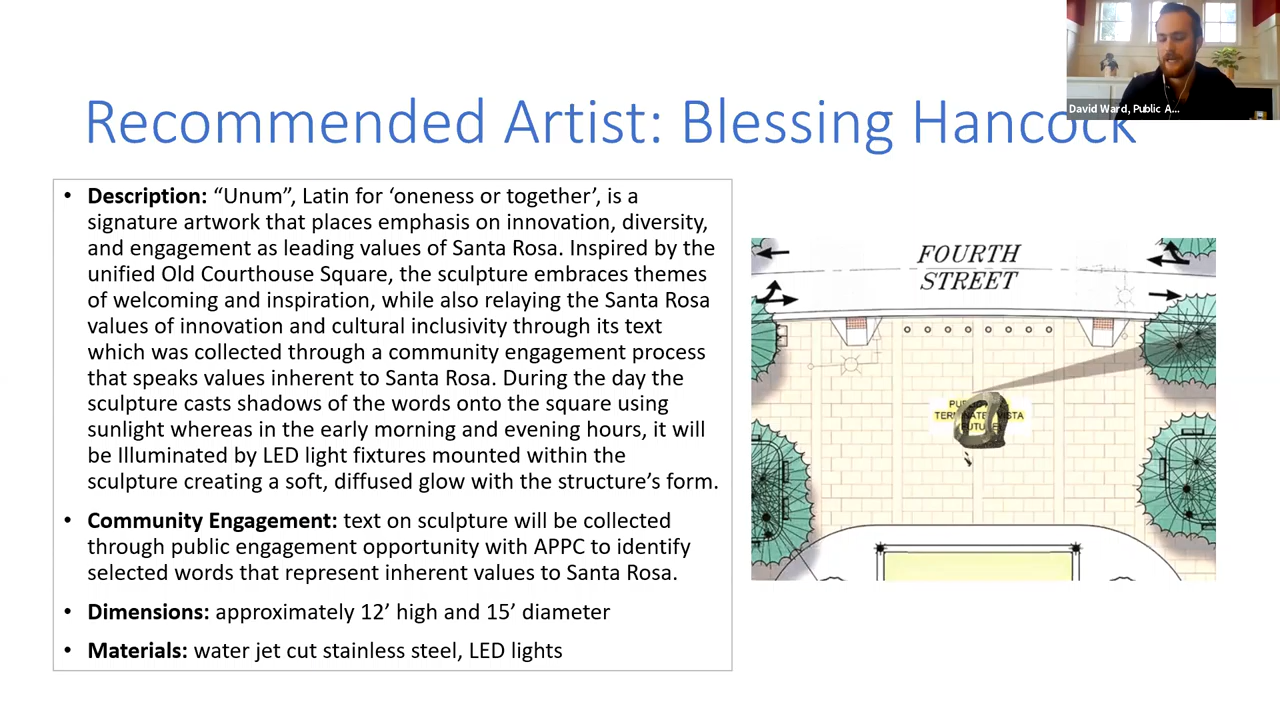 David Ward, Public A...
Recommended Artist: Blessing Hancock
• Description: “Unum”, Latin for ‘oneness or together’, is a
signature artwork that places emphasis on innovation, diversity,
and engagement as leading values of Santa Rosa. Inspired by the
unified Old Courthouse Square, the sculpture embraces themes
of welcoming and inspiration, while also relaying the Santa Rosa
values of innovation and cultural inclusivity through its text
which was collected through a community engagement process
that speaks values inherent to Santa Rosa. During the day the
sculpture casts shadows of the words onto the square using
sunlight whereas in the early morning and evening hours, it will
be Illuminated by LED light fixtures mounted within the
sculpture creating a soft, diffused glow with the structure’s form.
• Community Engagement: text on sculpture will be collected
through public engagement opportunity with APPC to identify
selected words that represent inherent values to Santa Rosa.
• Dimensions: approximately 12’ high and 15’ diameter
• Materials: water jet cut stainless steel, LED lights
FOURTH
STREET